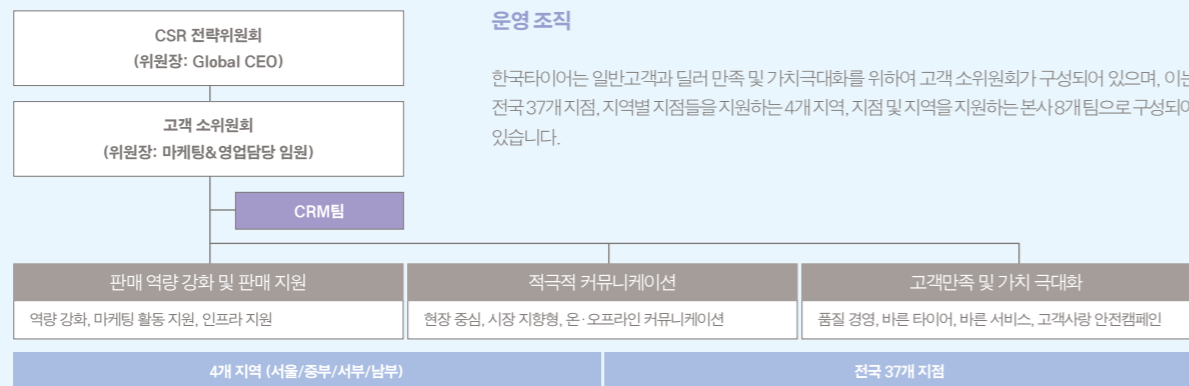 CSR 전략위원회
(위원장: Global CEO)
고객 소위원회
(위원장: 마케팅&영업담당 임원)
CRM팀
운영 조직
한국타이어는 일반고객과 딜러 만족 및 가치극대화를 위하여 고객 소위원회가 구성되어 있으며, 이는
전국 37개 지점, 지역별 지점들을 지원하는 4개 지역, 지점 및 지역을 지원하는 본사 8개 팀으로 구성되어
있습니다.
판매 역량 강화 및 판매 지원
역량 강화, 마케팅 활동 지원, 인프라 지원
적극적 커뮤니케이션
현장 중심, 시장 지향형, 온·오프라인 커뮤니케이션
고객만족 및 가치 극대화
품질 경영, 바른 타이어, 바른 서비스, 고객사랑 안전캠페인
4개 지역 (서울/중부/서부/남부)
전국 37개 지점